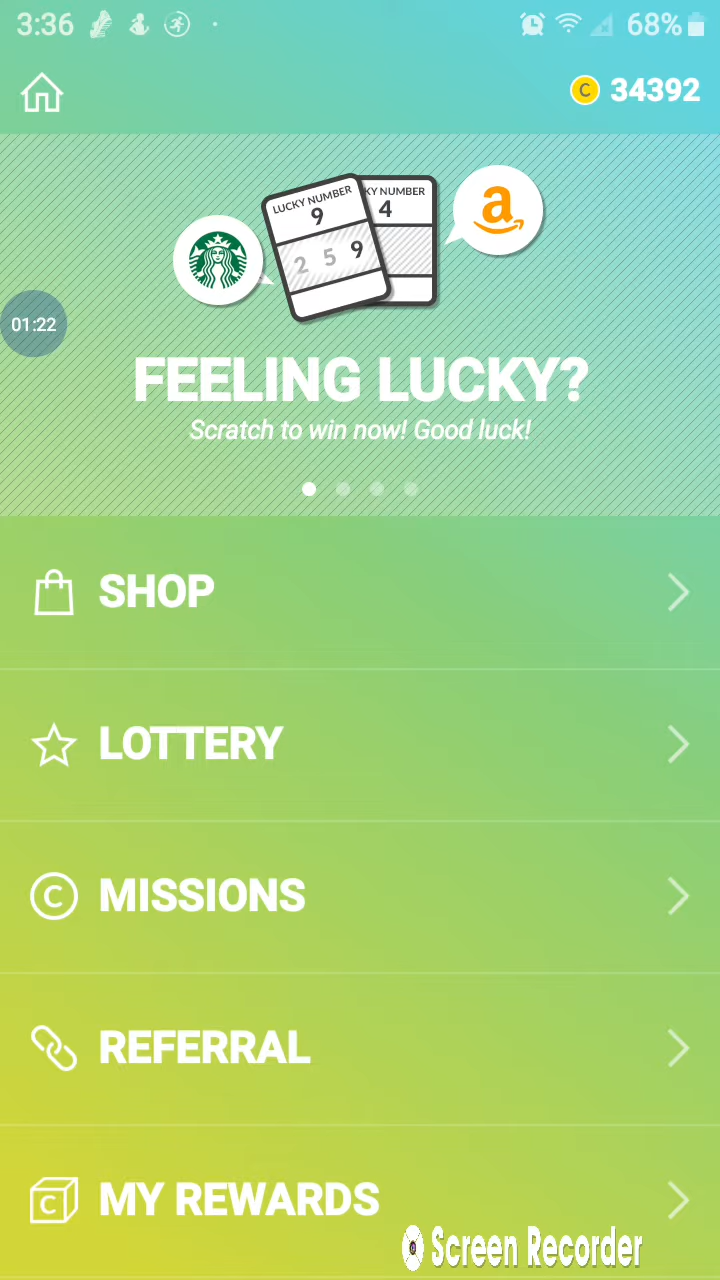 3:36
68%
C 34392
LUCKY NUMBER
9
2 5 9
KY NUMBER
4
a
01:22
FEELING LUCKY?
Scratch to win now! Good luck!
SHOP
LOTTERY
C MISSIONS
REFERRAL
C MY REWARDS
Screen Recorder